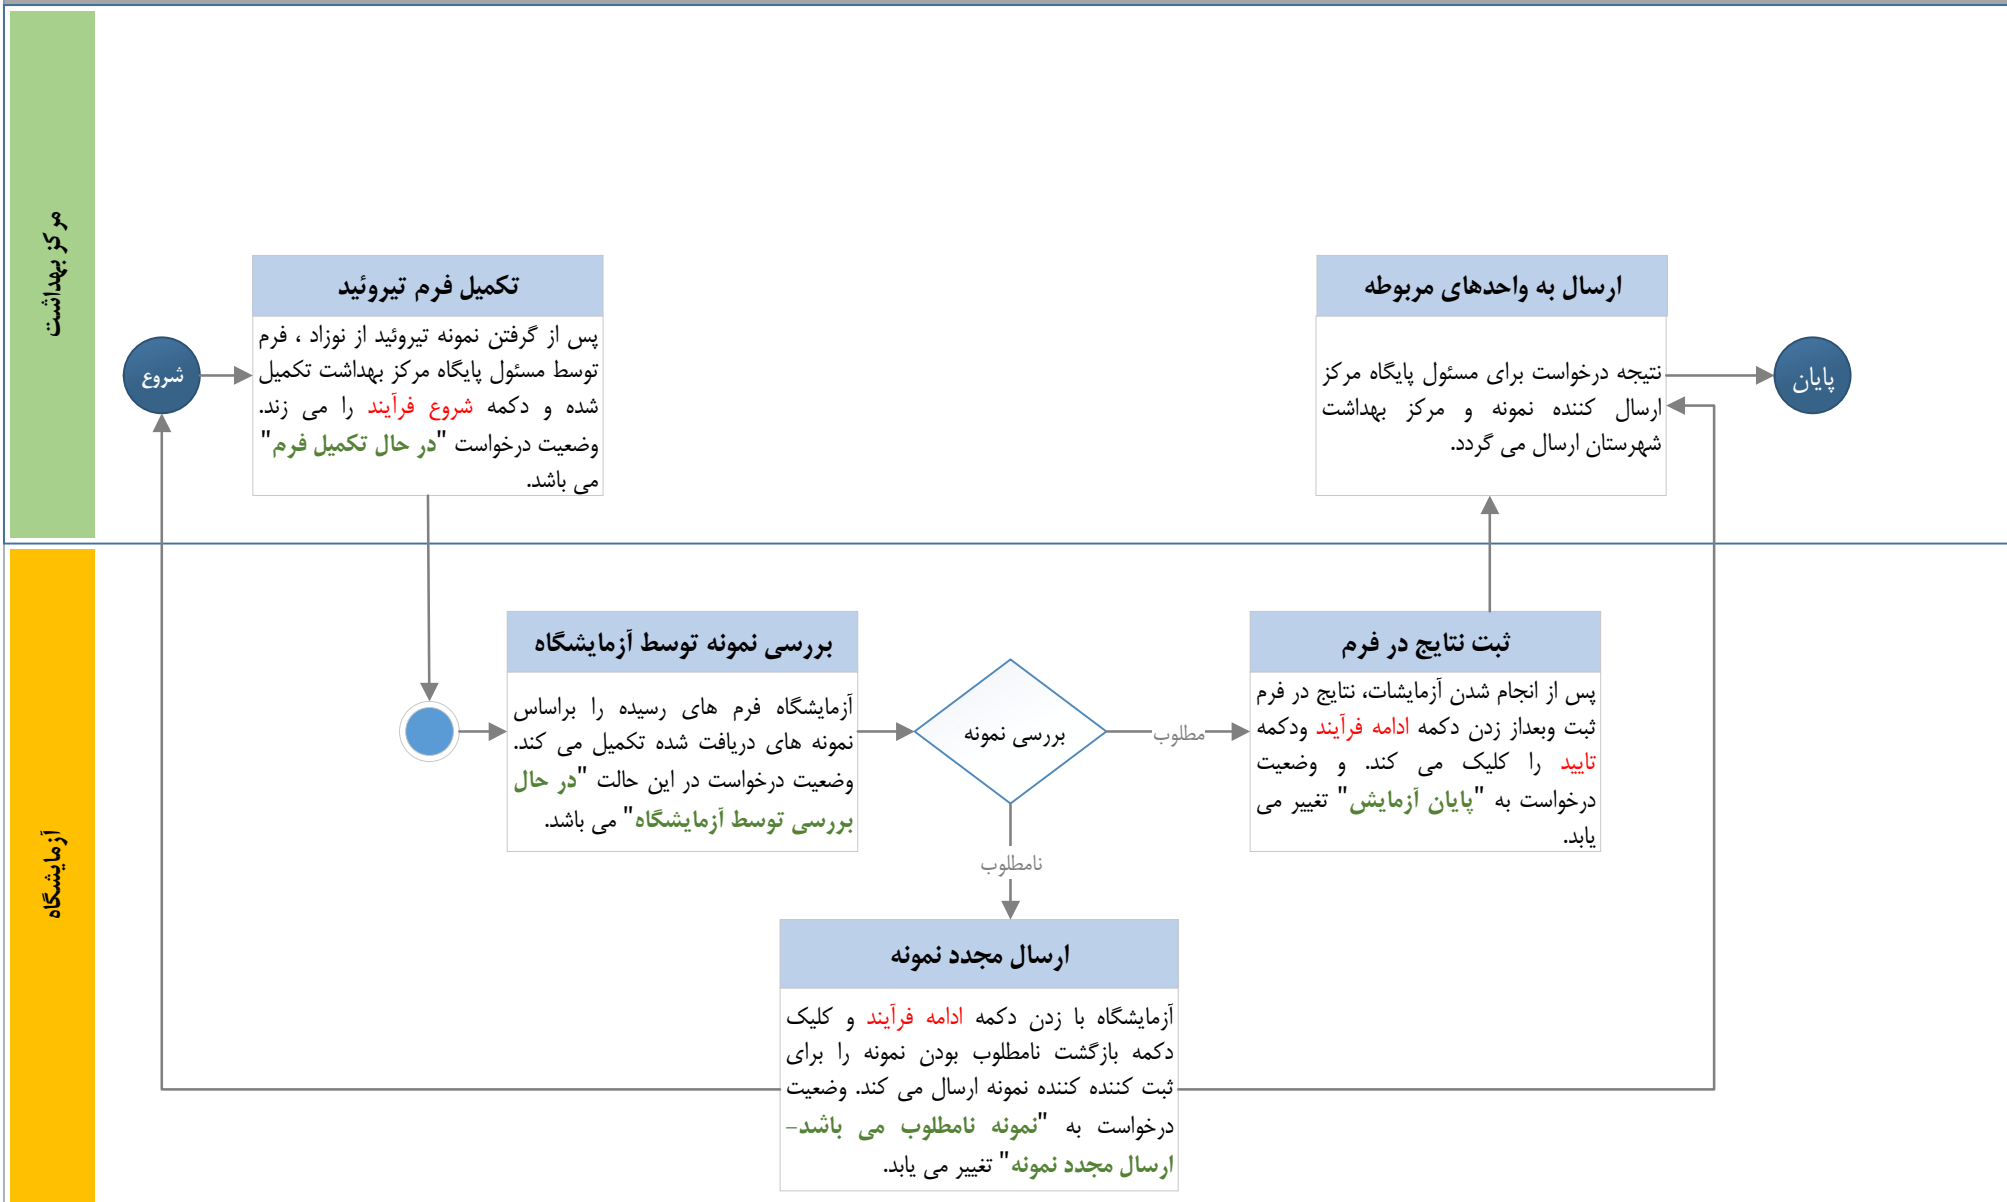 مرکز بهداشت
شروع
تکمیل فرم تیروئید
پس از گرفتن نمونه تیروئید از نوزاد ، فرم
توسط مسئول پایگاه مرکز بهداشت تکمیل
شده و دکمه شروع فرآیند را می زند.
وضعیت درخواست "در حال تکمیل فرم"
می باشد.
ارسال به واحدهای مربوطه
نتیجه درخواست برای مسئول پایگاه مرکز
ارسال کننده نمونه و مرکز بهداشت
شهرستان ارسال می گردد.
پایان
آزمایشگاه
بررسی نمونه توسط آزمایشگاه
آزمایشگاه فرم های رسیده را براساس
نمونه های دریافت شده تکمیل می کند.
وضعیت درخواست در این حالت "در حال
بررسی توسط آزمایشگاه" می باشد.
بررسی نمونه
مطلوب
نامطلوب
ثبت نتایج در فرم
پس از انجام شدن آزمایشات، نتایج در فرم
ثبت وبعداز زدن دکمه ادامه فرآیند ودکمه
تایید را کلیک می کند. و وضعیت
درخواست به "پایان آزمایش" تغییر می
یابد.
ارسال مجدد نمونه
آزمایشگاه با زدن دکمه ادامه فرآیند و کلیک
دکمه بازگشت نامطلوب بودن نمونه را برای
ثبت کننده کننده نمونه ارسال می کند. وضعیت
درخواست به "نمونه نامطلوب می باشد-
ارسال مجدد نمونه" تغییر می یابد.